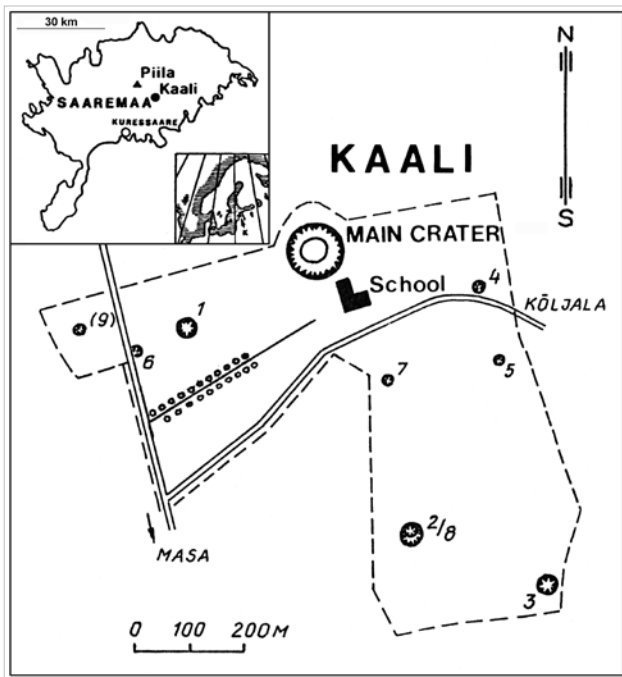 30 km
Piila
Kaali
SAAREMAA
KURESSAARE
N
S
KAALI
MAIN CRATER
School
4
KÕLJALA
(9)
1
6
7
5
2/8
3
MASA
0 100 200 M